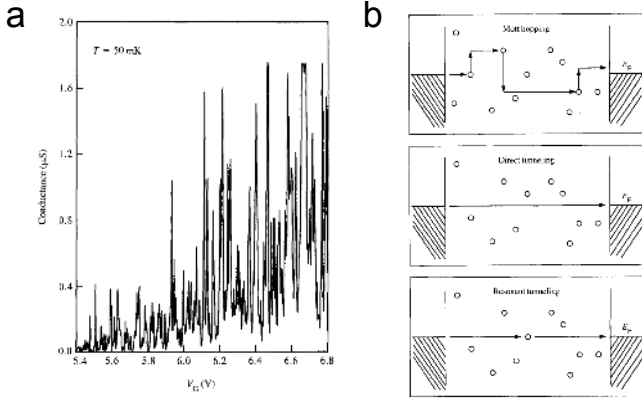 a
b
T = 50 mK
2.0
1.6
1.2
0.8
0.4
0.0
5.4
5.6
5.8
6.0
6.2
6.4
6.6
6.8
Conductance (μS)
V_G (V)
Mott hopping
E_F
Direct tunneling
E_F
Resonant tunneling
E_F